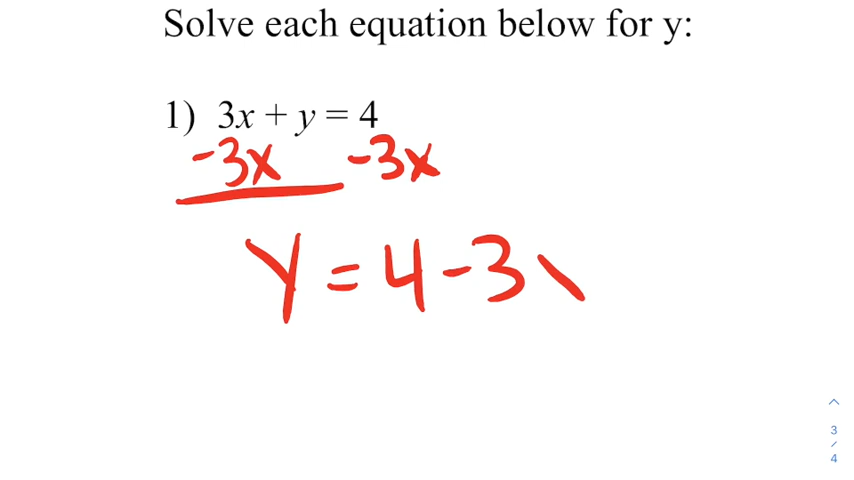 Solve each equation below for y:
1) 3x + y = 4
-3x -3x
y = 4 - 3
3
/
4